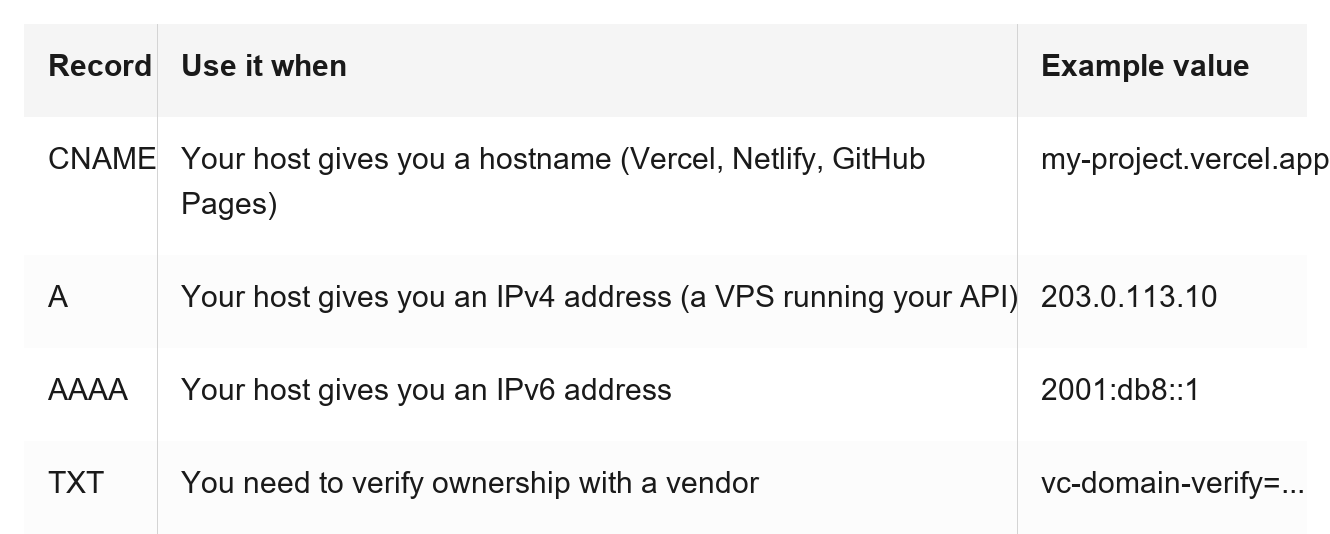 Record Use it when Example value
CNAME Your host gives you a hostname (Vercel, Netlify, GitHub my-project.vercel.app
Pages)
A Your host gives you an IPv4 address (a VPS running your API) 203.0.113.10
AAAA Your host gives you an IPv6 address 2001:db8::1
TXT You need to verify ownership with a vendor vc-domain-verify=...